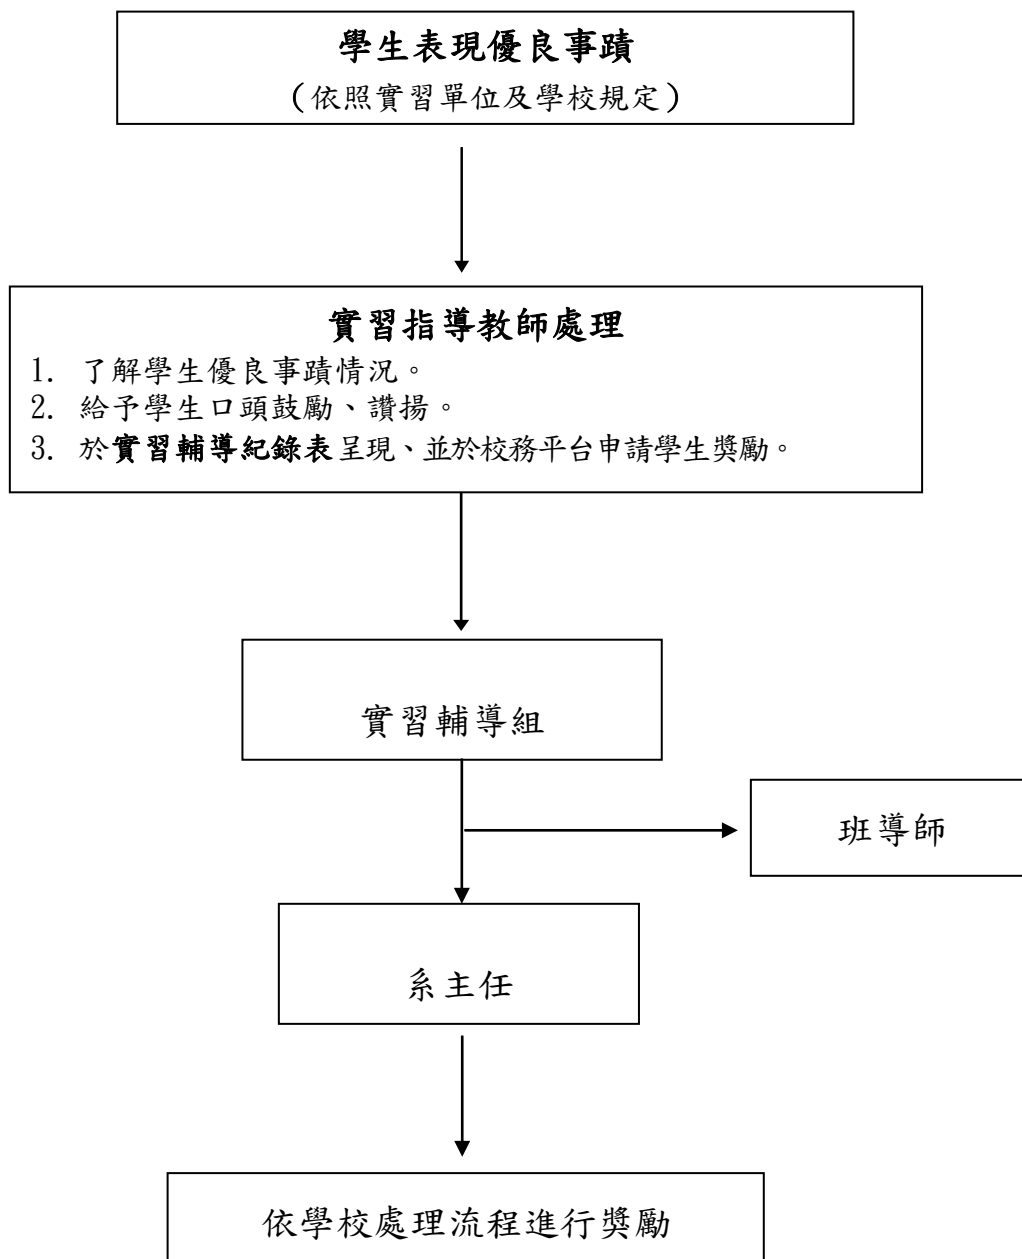 學生表現優良事蹟
(依照實習單位及學校規定)
實習指導教師處理
1. 了解學生優良事蹟情況。
2. 給予學生口頭鼓勵、讚揚。
3. 於實習輔導紀錄表呈現、並於校務平台申請學生獎勵。
實習輔導組
班導師
系主任
依學校處理流程進行獎勵